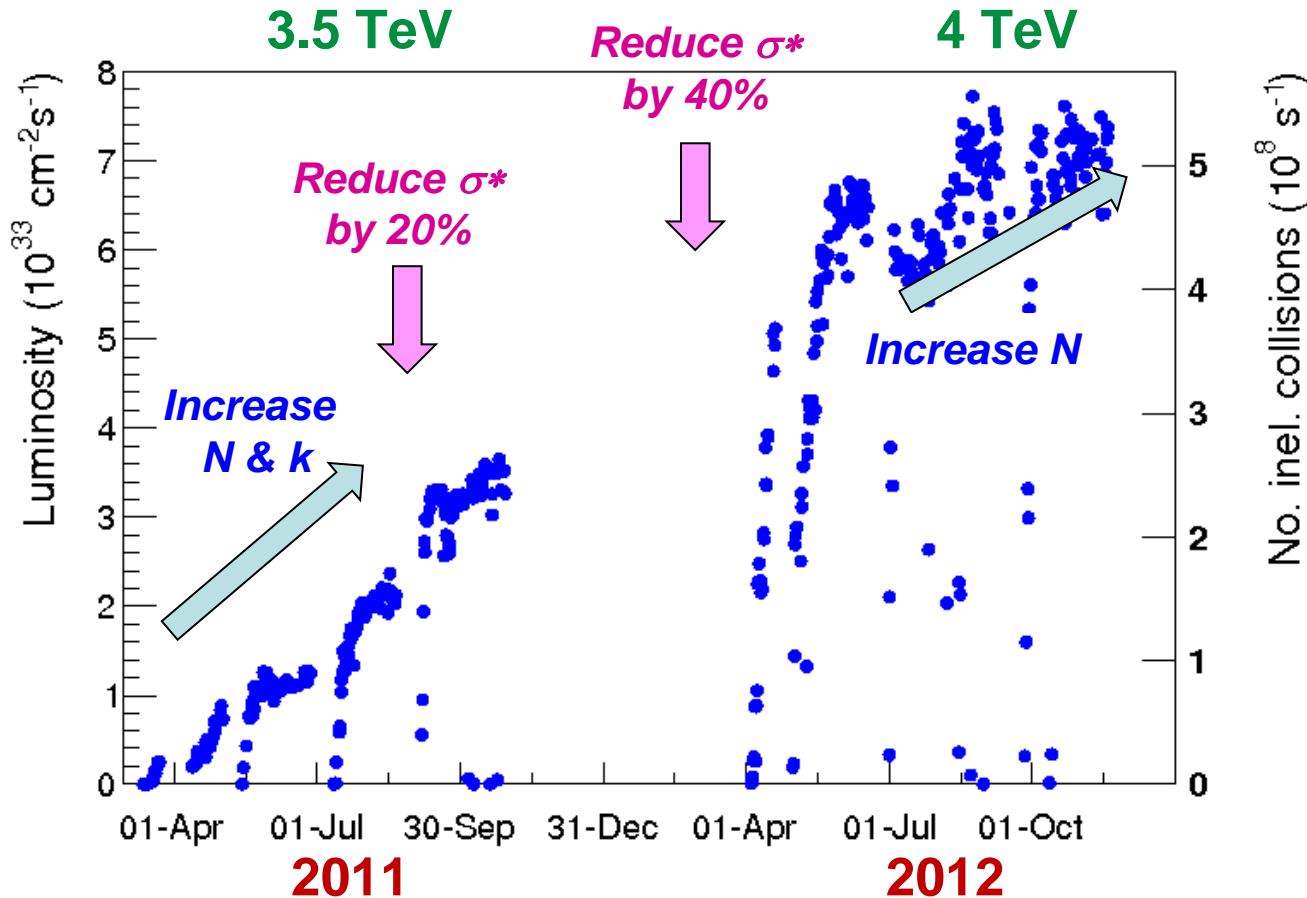 3.5 TeV
4 TeV
Reduce σ*
by 40%
Reduce σ*
by 20%
Increase
N & k
Increase N
Luminosity (10³³ cm⁻²s⁻¹)
8
7
6
5
4
3
2
1
0
No. inel. collisions (10⁸ s⁻¹)
5
4
3
2
1
0
01-Apr 01-Jul 30-Sep 31-Dec 01-Apr 01-Jul 01-Oct
2011 2012